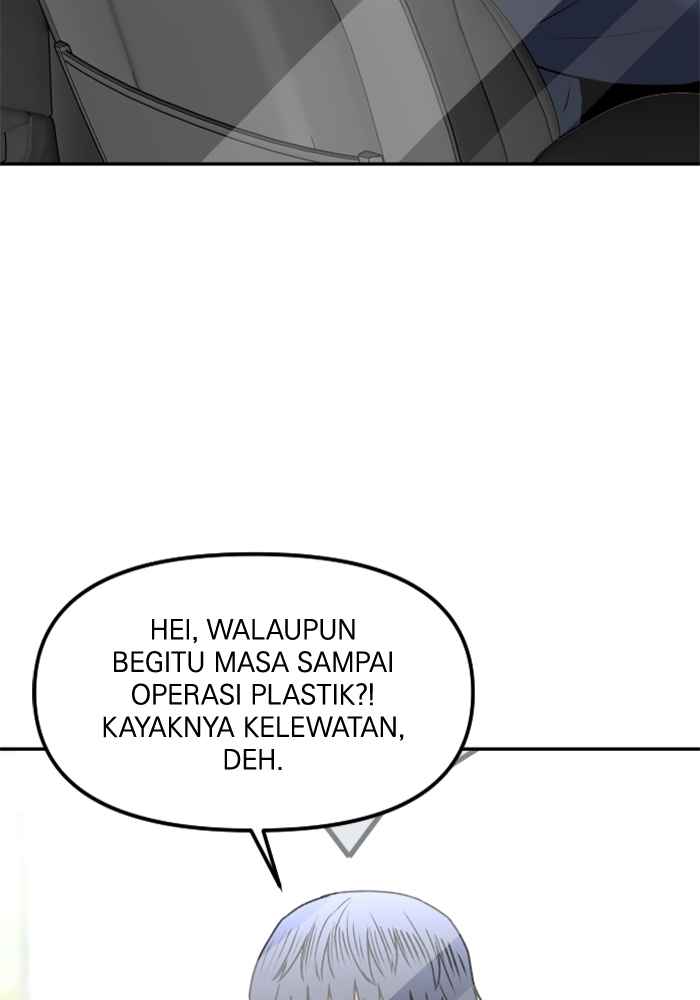 HEI, WALAUPUN
BEGITU MASA SAMPAI
OPERASI PLASTIK?!
KAYAKNYA KELEWATAN,
DEH.